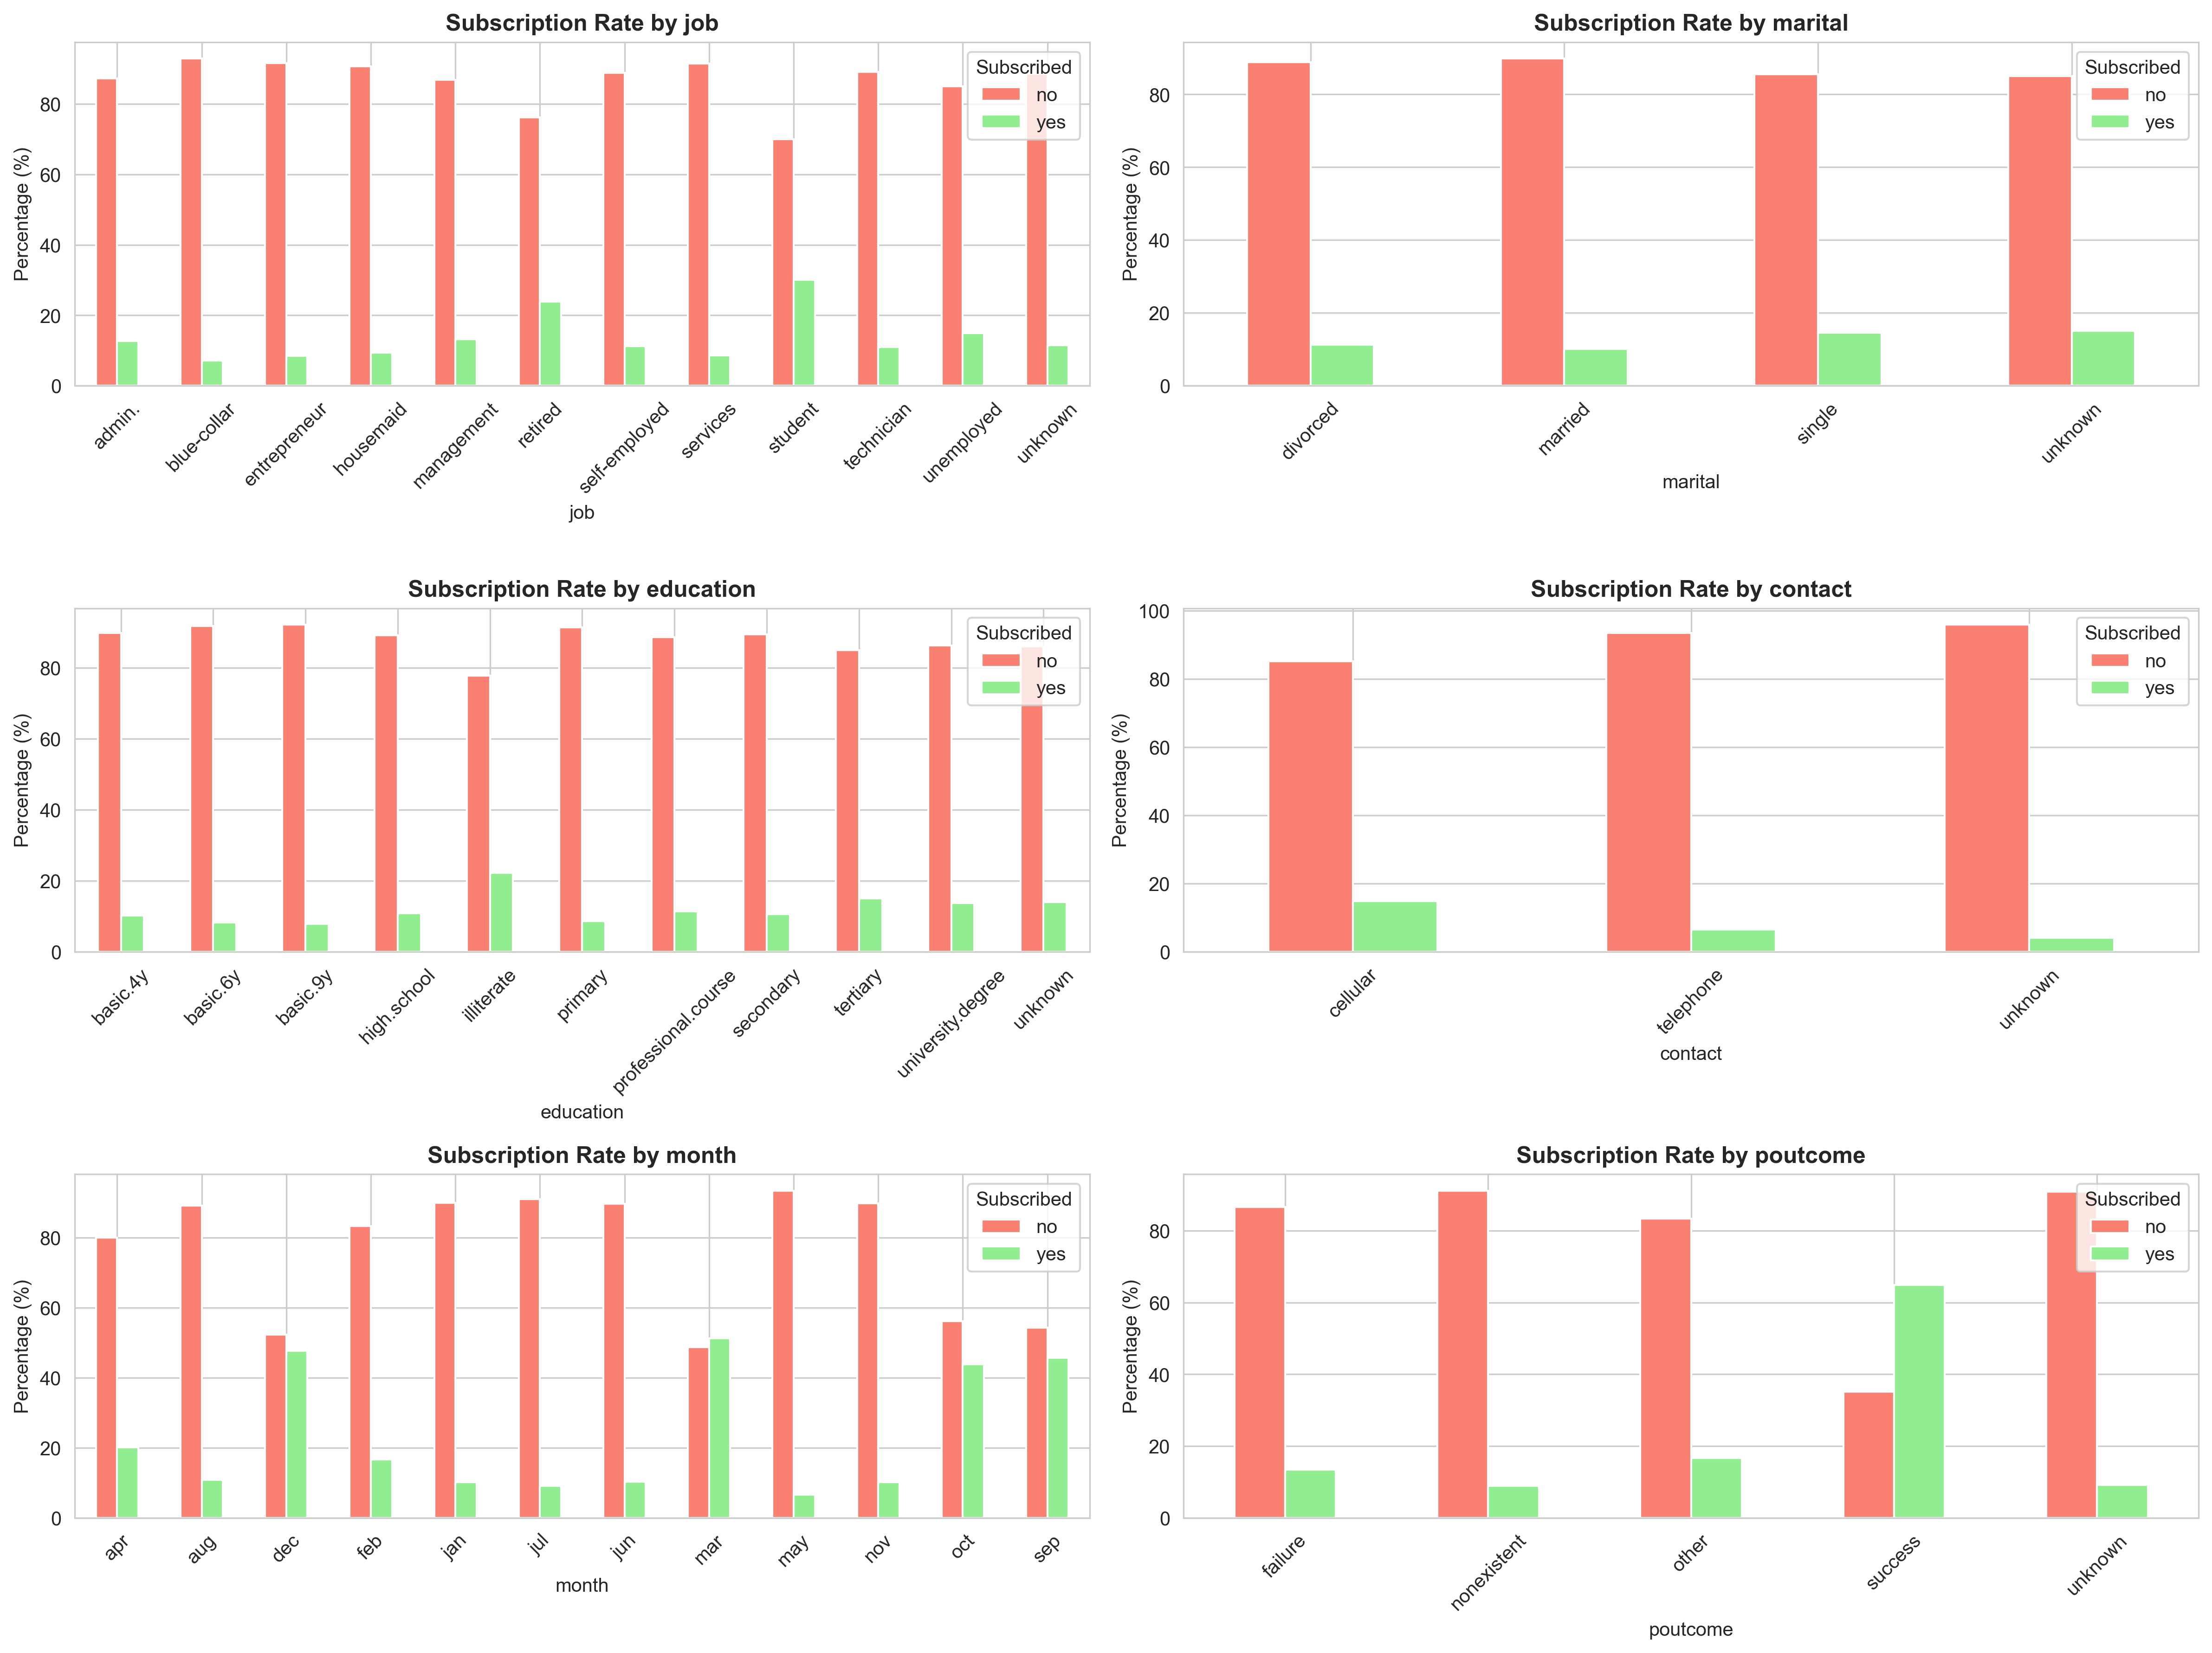 Subscription Rate by job
Percentage (%)
80
60
40
20
0
Subscribed
no
yes
admin.
blue-collar
entrepreneur
housemaid
management
retired
self-employed
services
student
technician
unemployed
unknown
job
Subscription Rate by marital
Percentage (%)
80
60
40
20
0
Subscribed
no
yes
divorced
married
single
unknown
marital
Subscription Rate by education
Percentage (%)
80
60
40
20
0
Subscribed
no
yes
basic.4y
basic.6y
basic.9y
high.school
illiterate
primary
professional.course
secondary
tertiary
university.degree
unknown
education
Subscription Rate by contact
Percentage (%)
100
80
60
40
20
0
Subscribed
no
yes
cellular
telephone
unknown
contact
Subscription Rate by month
Percentage (%)
80
60
40
20
0
Subscribed
no
yes
apr
aug
dec
feb
jan
jul
jun
mar
may
nov
oct
sep
month
Subscription Rate by poutcome
Percentage (%)
80
60
40
20
0
Subscribed
no
yes
failure
nonexistent
other
success
unknown
poutcome